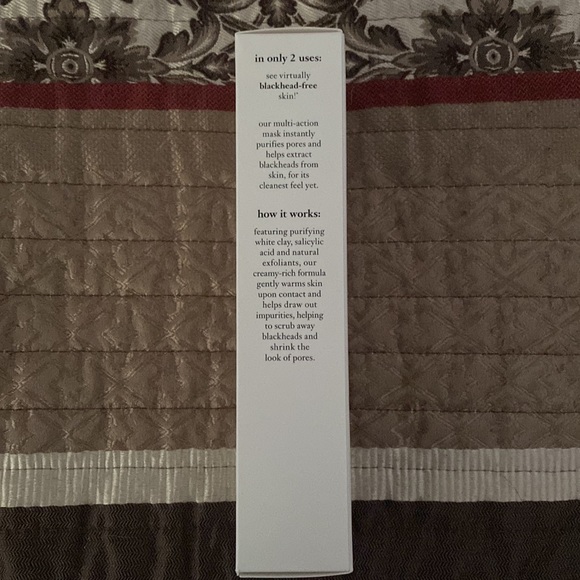 in only 2 uses:
see virtually
blackhead-free
skin!*
our multi-action
mask instantly
purifies pores and
helps extract
blackheads from
skin, for its
cleanest feel yet.
how it works:
featuring purifying
white clay, salicylic
acid and natural
exfoliants, our
creamy-rich formula
gently warms skin
upon contact and
helps draw out
impurities, helping
to scrub away
blackheads and
shrink the
look of pores.